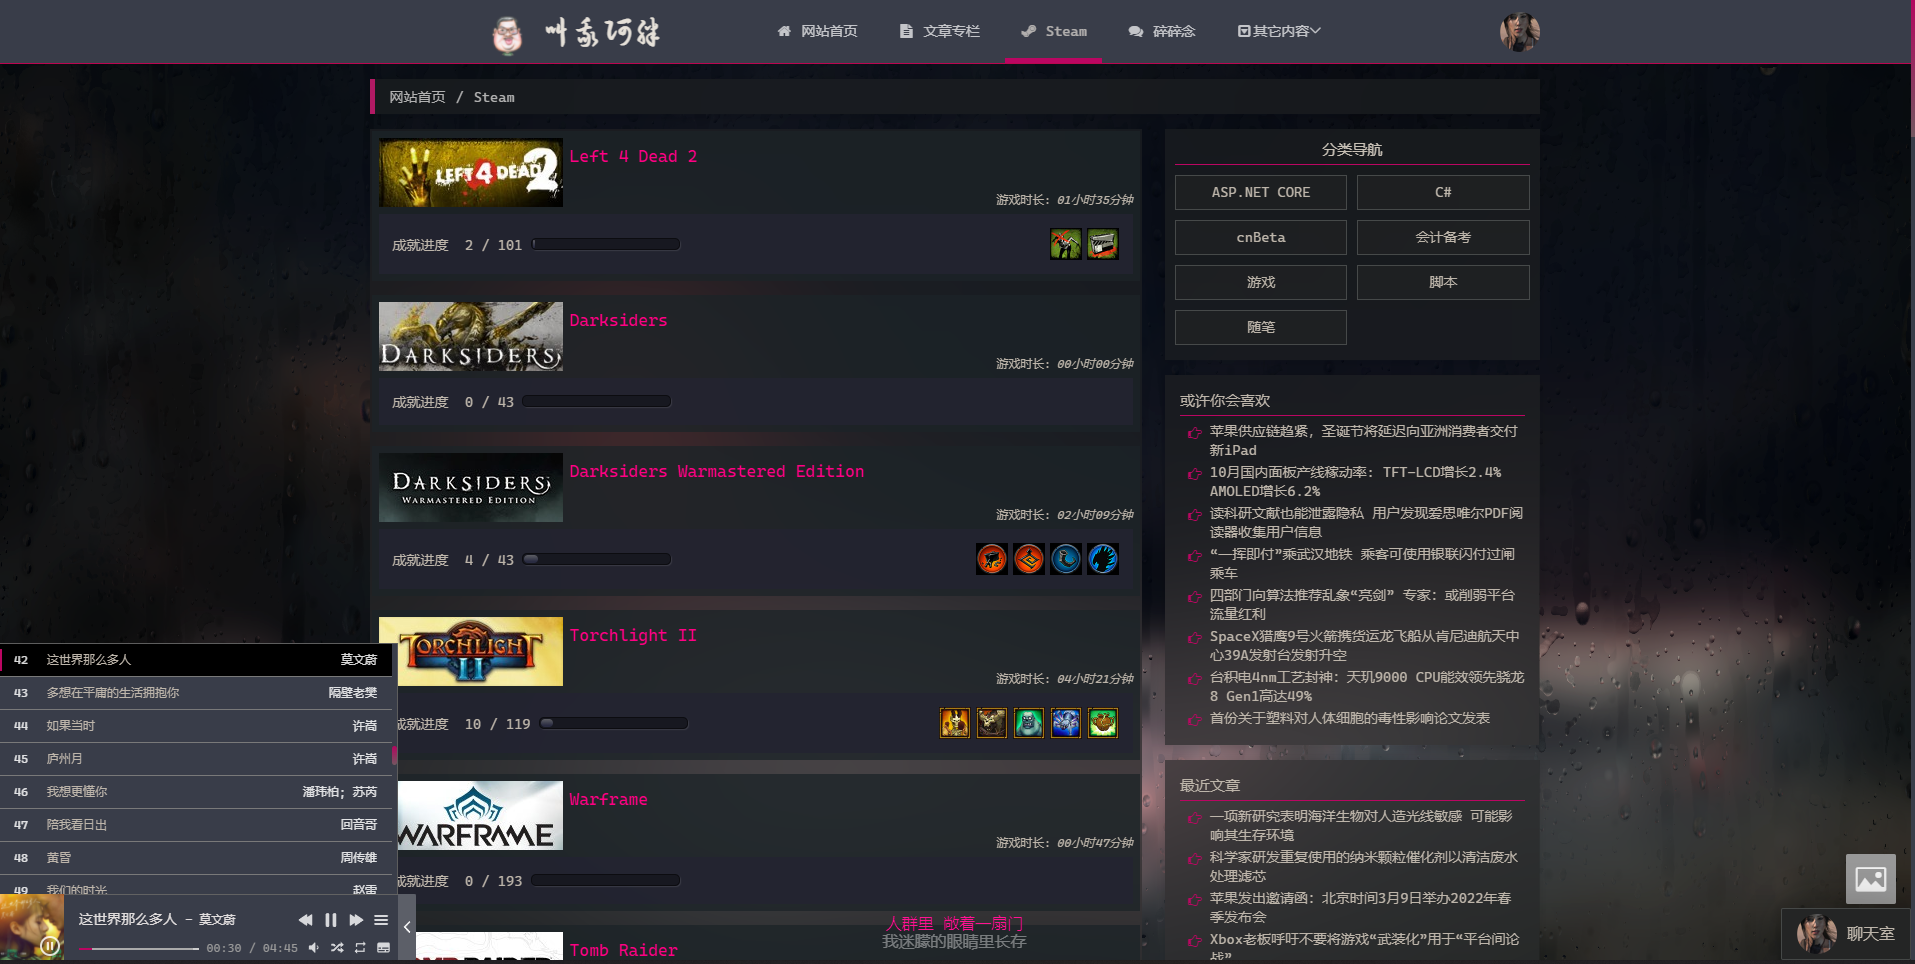 叫我阿祥
网站首页
文章专栏
Steam
碎碎念
其它内容
网站首页 / Steam
LEFT 4 DEAD 2
Left 4 Dead 2
游戏时长: 01小时35分钟
成就进度 2 / 101
DARKSIDERS
Darksiders
游戏时长: 00小时00分钟
成就进度 0 / 43
DARKSIDERS
WARMASTERED EDITION
Darksiders Warmastered Edition
游戏时长: 02小时09分钟
成就进度 4 / 43
TORCHLIGHT
II
Torchlight II
游戏时长: 04小时21分钟
成就进度 10 / 119
WARFRAME
Warframe
游戏时长: 00小时47分钟
成就进度 0 / 193
Tomb Raider
分类导航
ASP.NET CORE
C#
cnBeta
会计备考
游戏
脚本
随笔
或许你会喜欢
苹果供应链趋紧, 圣诞节将延迟向亚洲消费者交付
新iPad
10月国内面板产线稼动率: TFT-LCD增长2.4%
AMOLED增长6.2%
读科研文献也能泄露隐私 用户发现爱思唯尔PDF阅
读器收集用户信息
“一挥即付”乘武汉地铁 乘客可使用银联闪付过闸
乘车
四部门向算法推荐乱象“亮剑” 专家: 或削弱平台
流量红利
SpaceX猎鹰9号火箭携货运龙飞船从肯尼迪航天中
心39A发射台发射升空
台积电4nm工艺封神: 天玑9000 CPU能效领先骁龙
8 Gen1高达49%
首份关于塑料对人体细胞的毒性影响论文发表
最近文章
一项新研究表明海洋生物对人造光线敏感 可能影
响其生存环境
科学家研发重复使用的纳米颗粒催化剂以清洁废水
处理滤芯
苹果发出邀请函: 北京时间3月9日举办2022年春
季发布会
Xbox老板呼吁不要将游戏“武装化”用于“平台间论
战”
42 这世界那么多人 莫文蔚
43 多想在平庸的生活拥抱你 隔壁老樊
44 如果当时 许嵩
45 庐州月 许嵩
46 我想更懂你 潘玮柏; 苏芮
47 陪我看日出 回音哥
48 黄昏 周传雄
49 我们的时光 赵雷
这世界那么多人 - 莫文蔚
00:30 / 04:45
人群里 敞着一扇门
我迷朦的眼睛里长存
聊天室